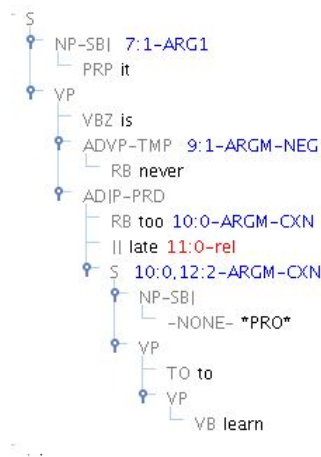 S
NP-SBJ 7:1-ARG1
PRP it
VP
VBZ is
ADVP-TMP 9:1-ARGM-NEG
RB never
ADJP-PRD
RB too 10:0-ARGM-CXN
JJ late 11:0-rel
S 10:0,12:2-ARGM-CXN
NP-SBJ
-NONE- *PRO*
VP
TO to
VP
VB learn